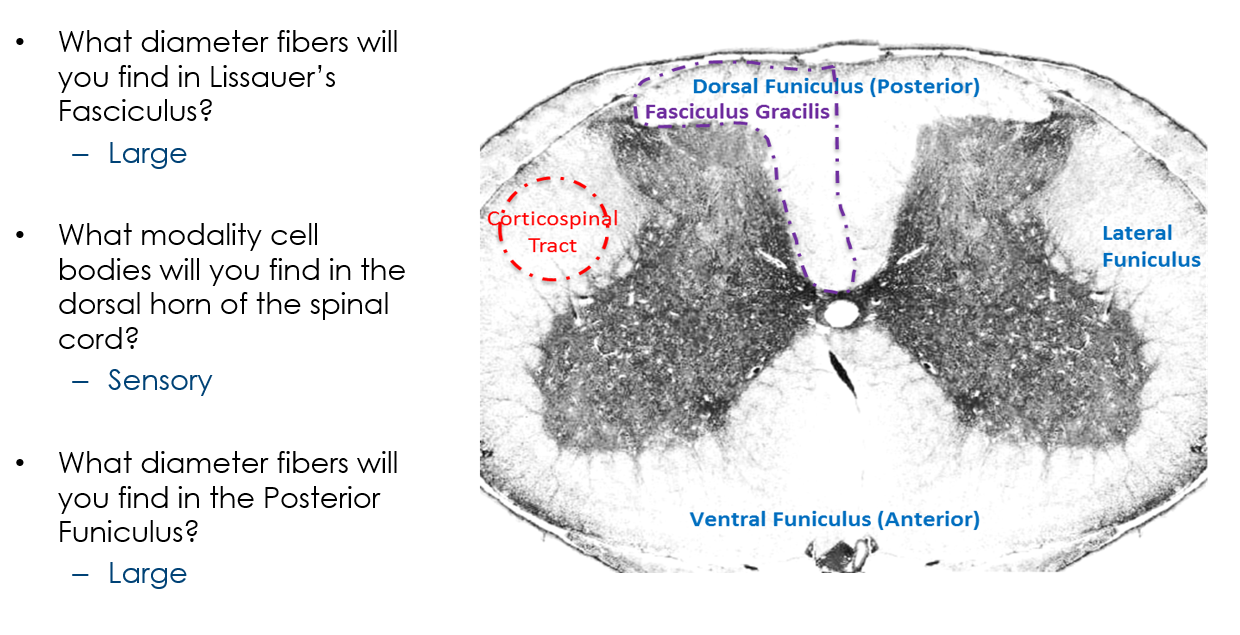 • What diameter fibers will
you find in Lissauer’s
Fasciculus?
– Large
• What modality cell
bodies will you find in the
dorsal horn of the spinal
cord?
– Sensory
• What diameter fibers will
you find in the Posterior
Funiculus?
– Large
Dorsal Funiculus (Posterior)
Fasciculus Gracilis
Corticospinal
Tract
Lateral
Funiculus
Ventral Funiculus (Anterior)